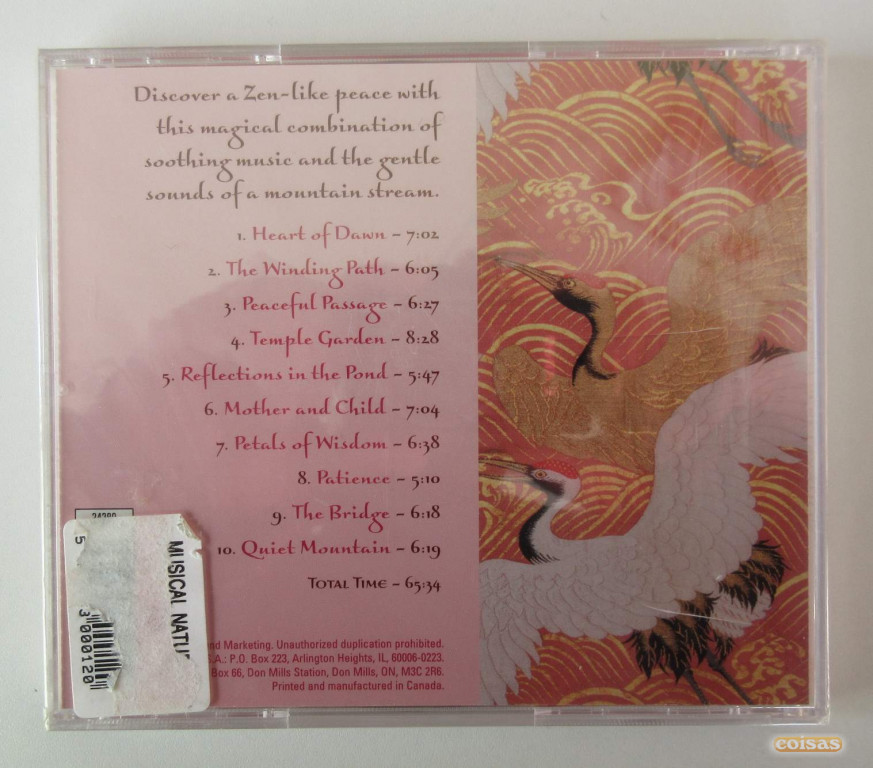 Discover a Zen-like peace with
this magical combination of
soothing music and the gentle
sounds of a mountain stream.
1. Heart of Dawn – 7:02
2. The Winding Path – 6:05
3. Peaceful Passage – 6:27
4. Temple Garden – 8:28
5. Reflections in the Pond – 5:47
6. Mother and Child – 7:04
7. Petals of Wisdom – 6:38
8. Patience – 5:10
9. The Bridge – 6:18
10. Quiet Mountain – 6:19
TOTAL TIME – 65:34
MUSICAL
5
3 000120
Marketing. Unauthorized duplication prohibited.
P.O. Box 223, Arlington Heights, IL, 60006-0223.
Box 66, Don Mills Station, Don Mills, ON, M3C 2R6.
Printed and manufactured in Canada.
coisas